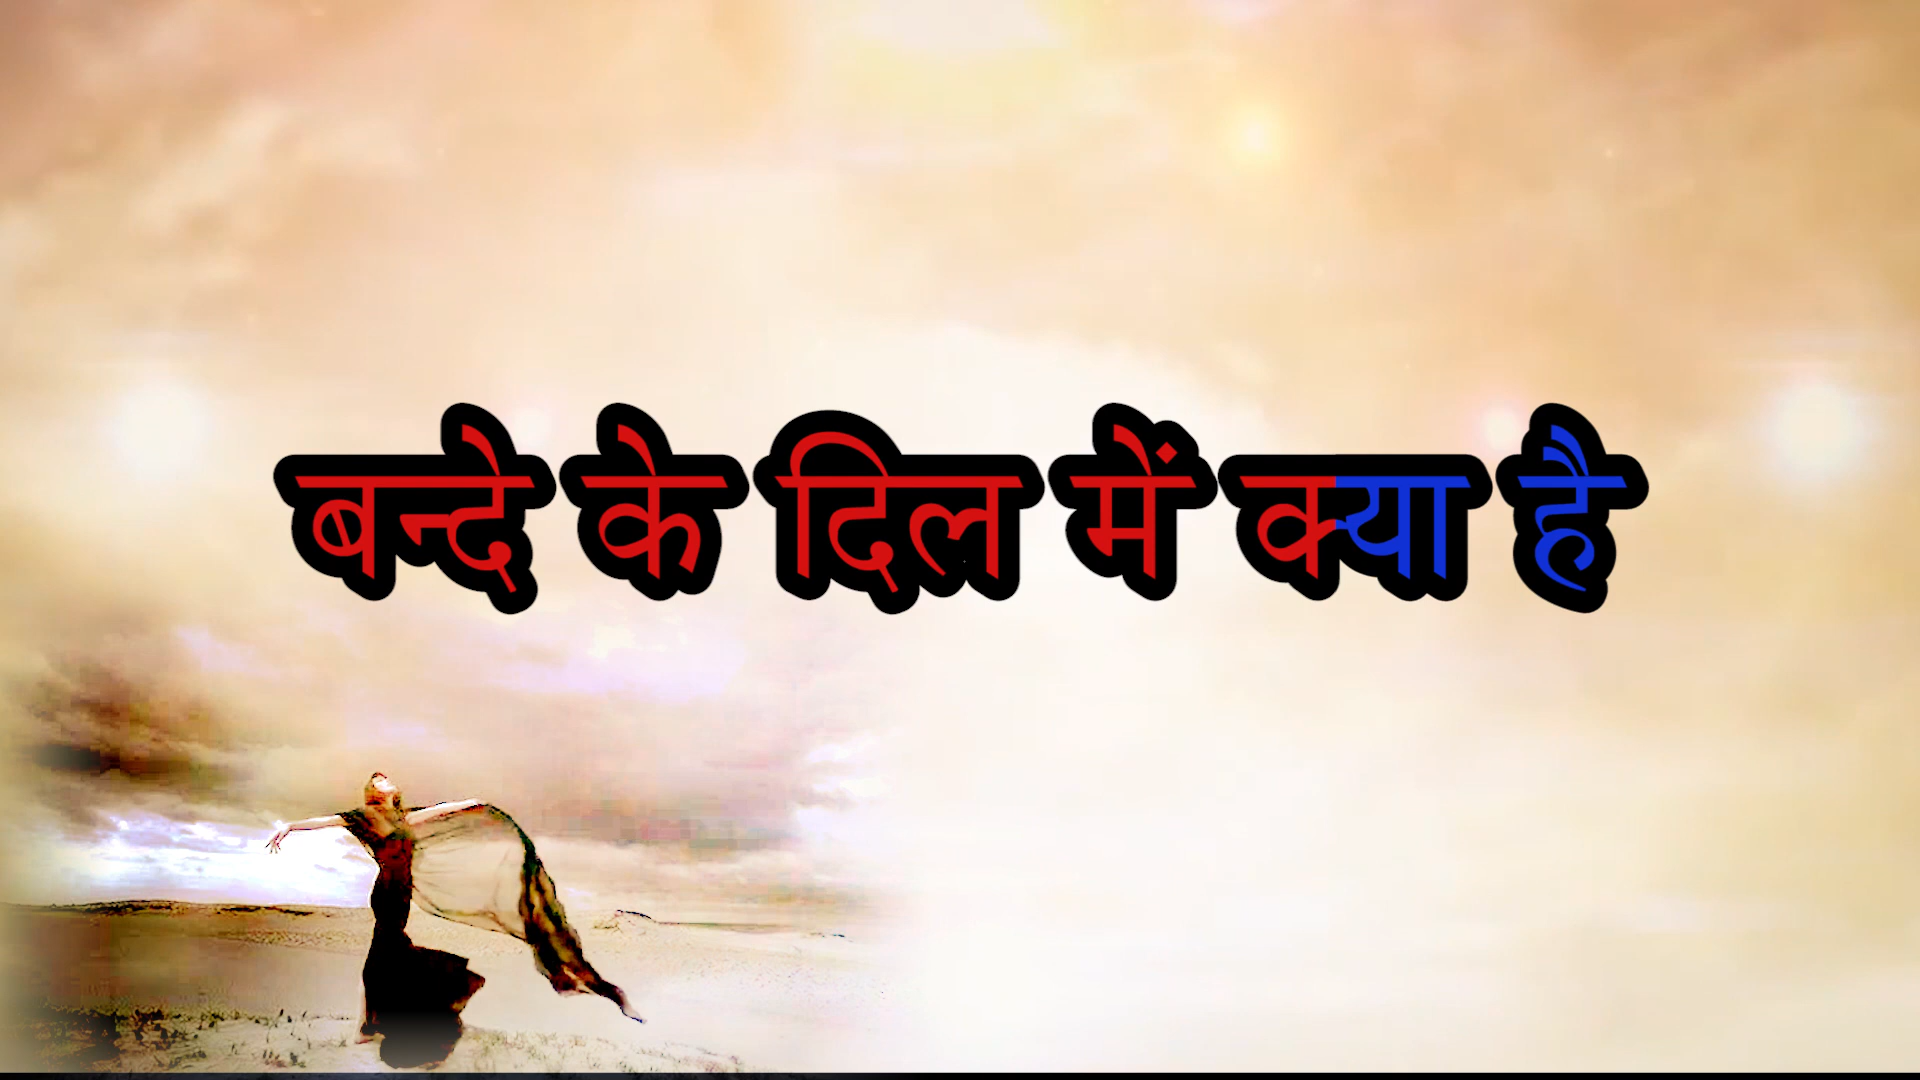 बन्दे के दिल में क्या है